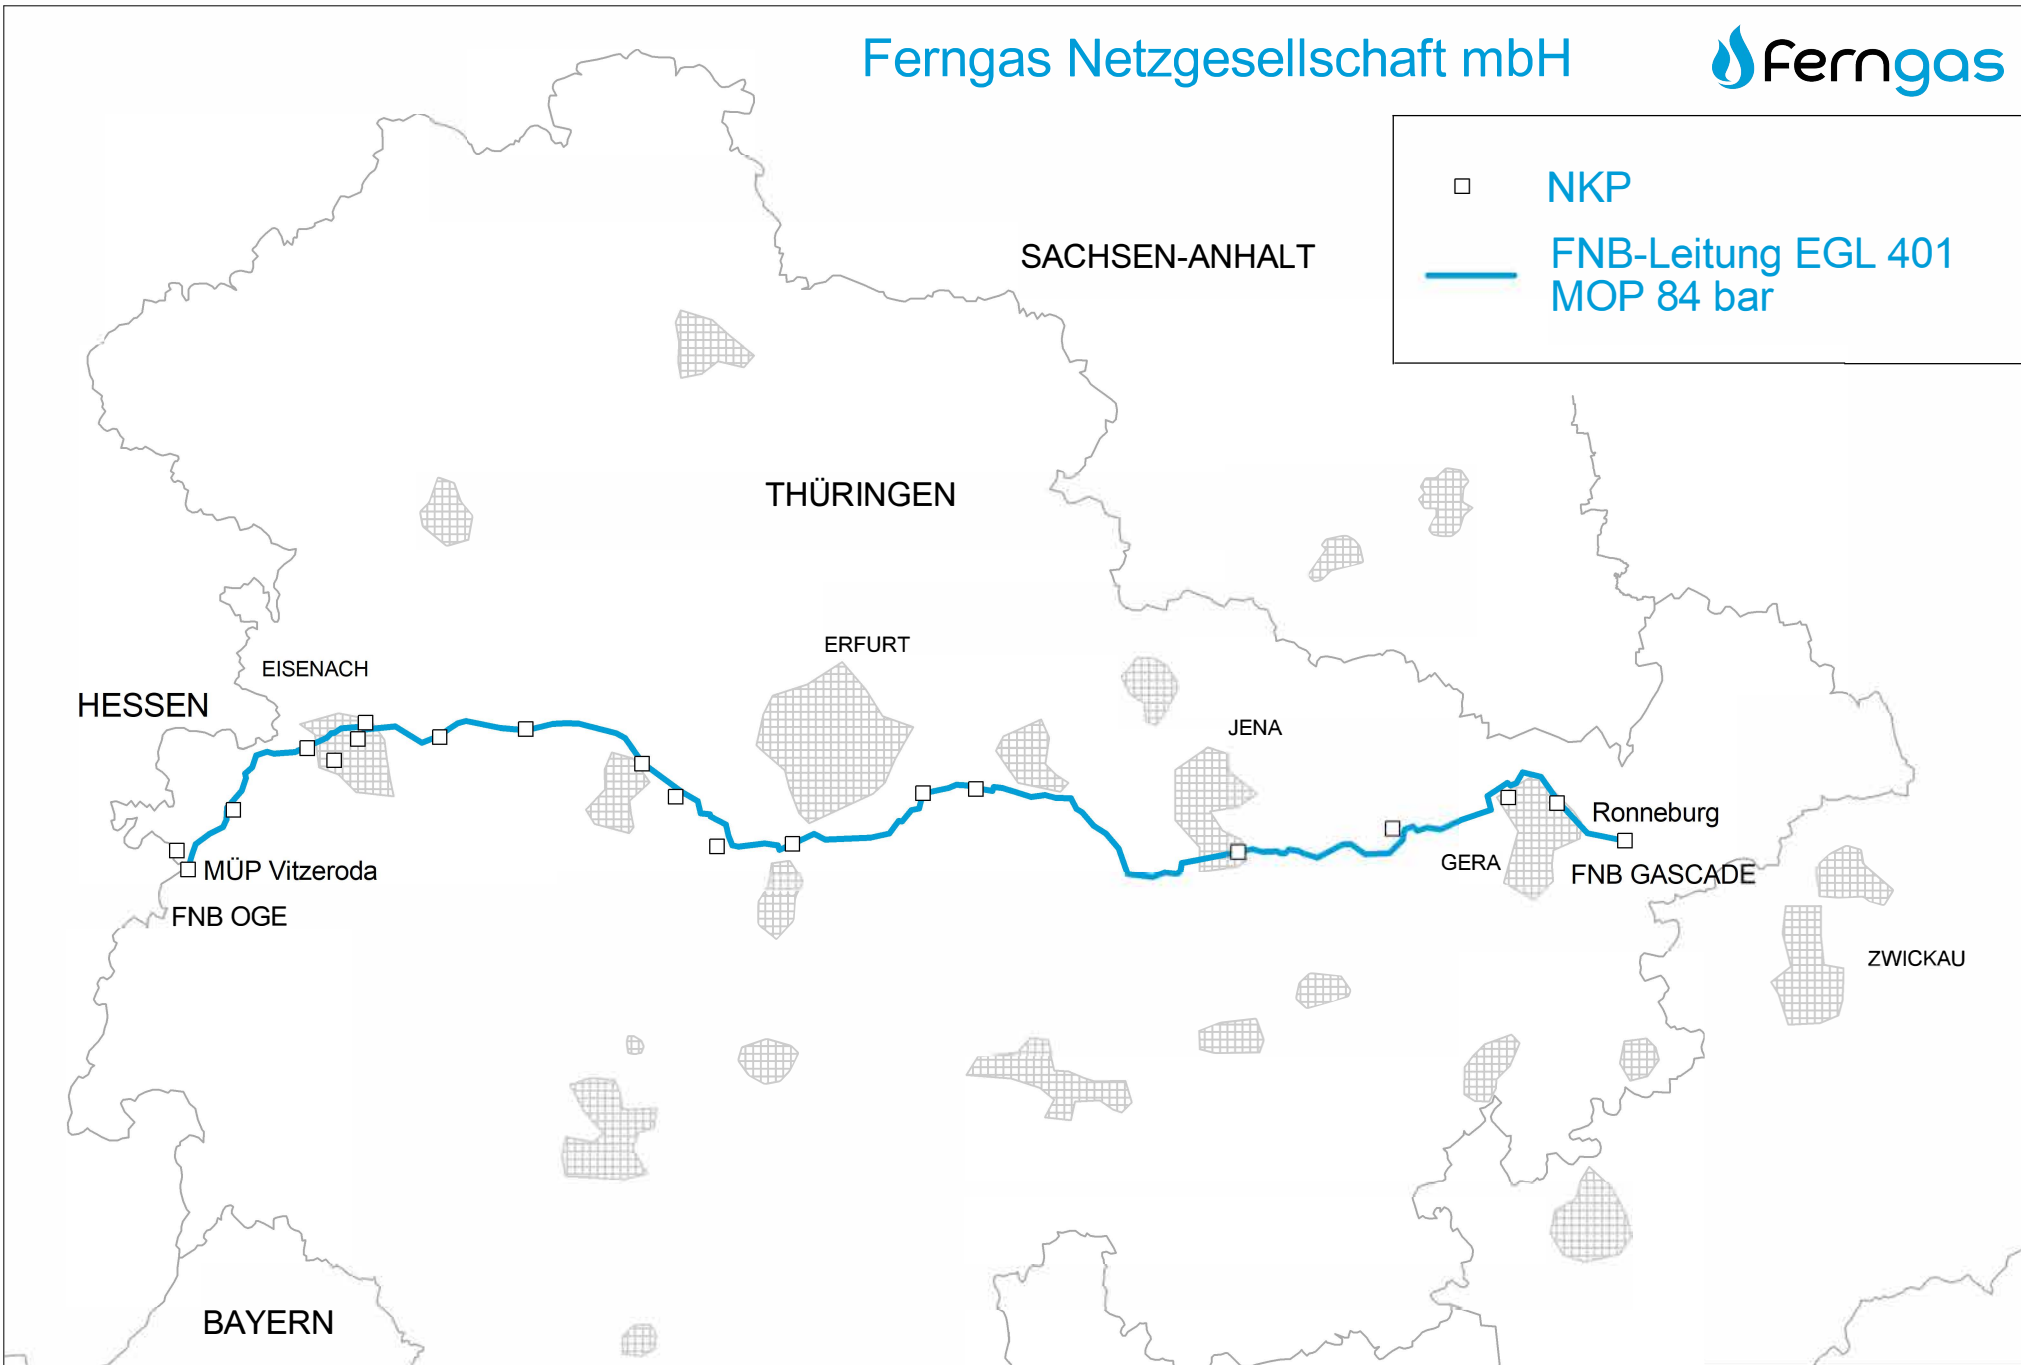 Ferngas Netzgesellschaft mbH
ferngas
NKP
FNB-Leitung EGL 401
MOP 84 bar
SACHSEN-ANHALT
THÜRINGEN
ERFURT
EISENACH
HESSEN
JENA
Ronneburg
GERA
FNB GASCADE
MÜP Vitzeroda
FNB OGE
ZWICKAU
BAYERN